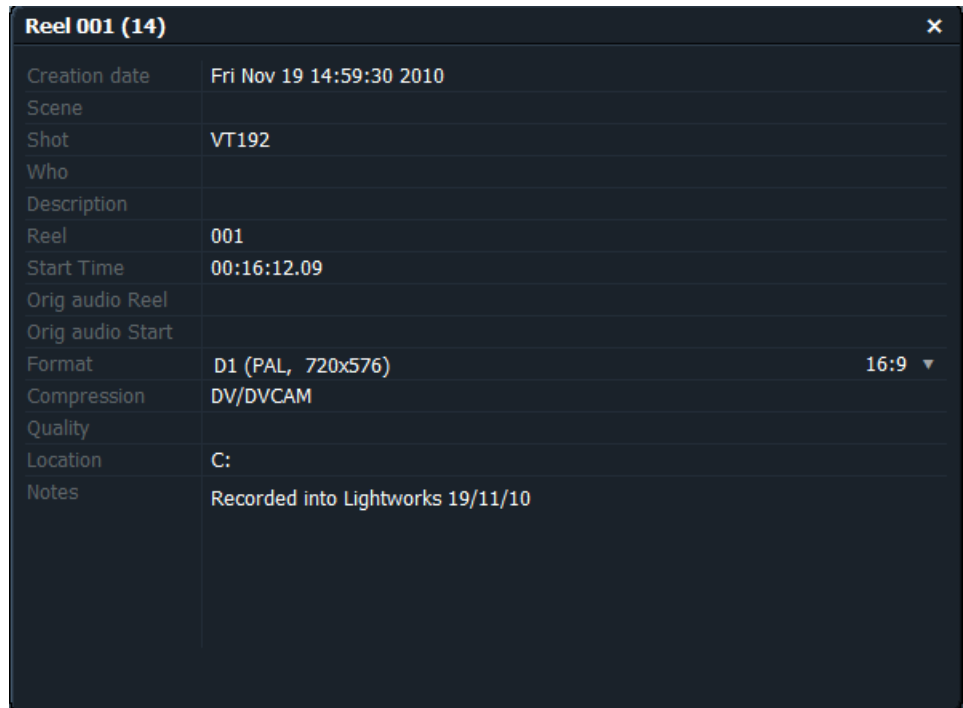 Reel 001 (14)
Creation date Fri Nov 19 14:59:30 2010
Scene
Shot VT192
Who
Description
Reel 001
Start Time 00:16:12.09
Orig audio Reel
Orig audio Start
Format D1 (PAL, 720x576) 16:9
Compression DV/DVCAM
Quality
Location C:
Notes Recorded into Lightworks 19/11/10